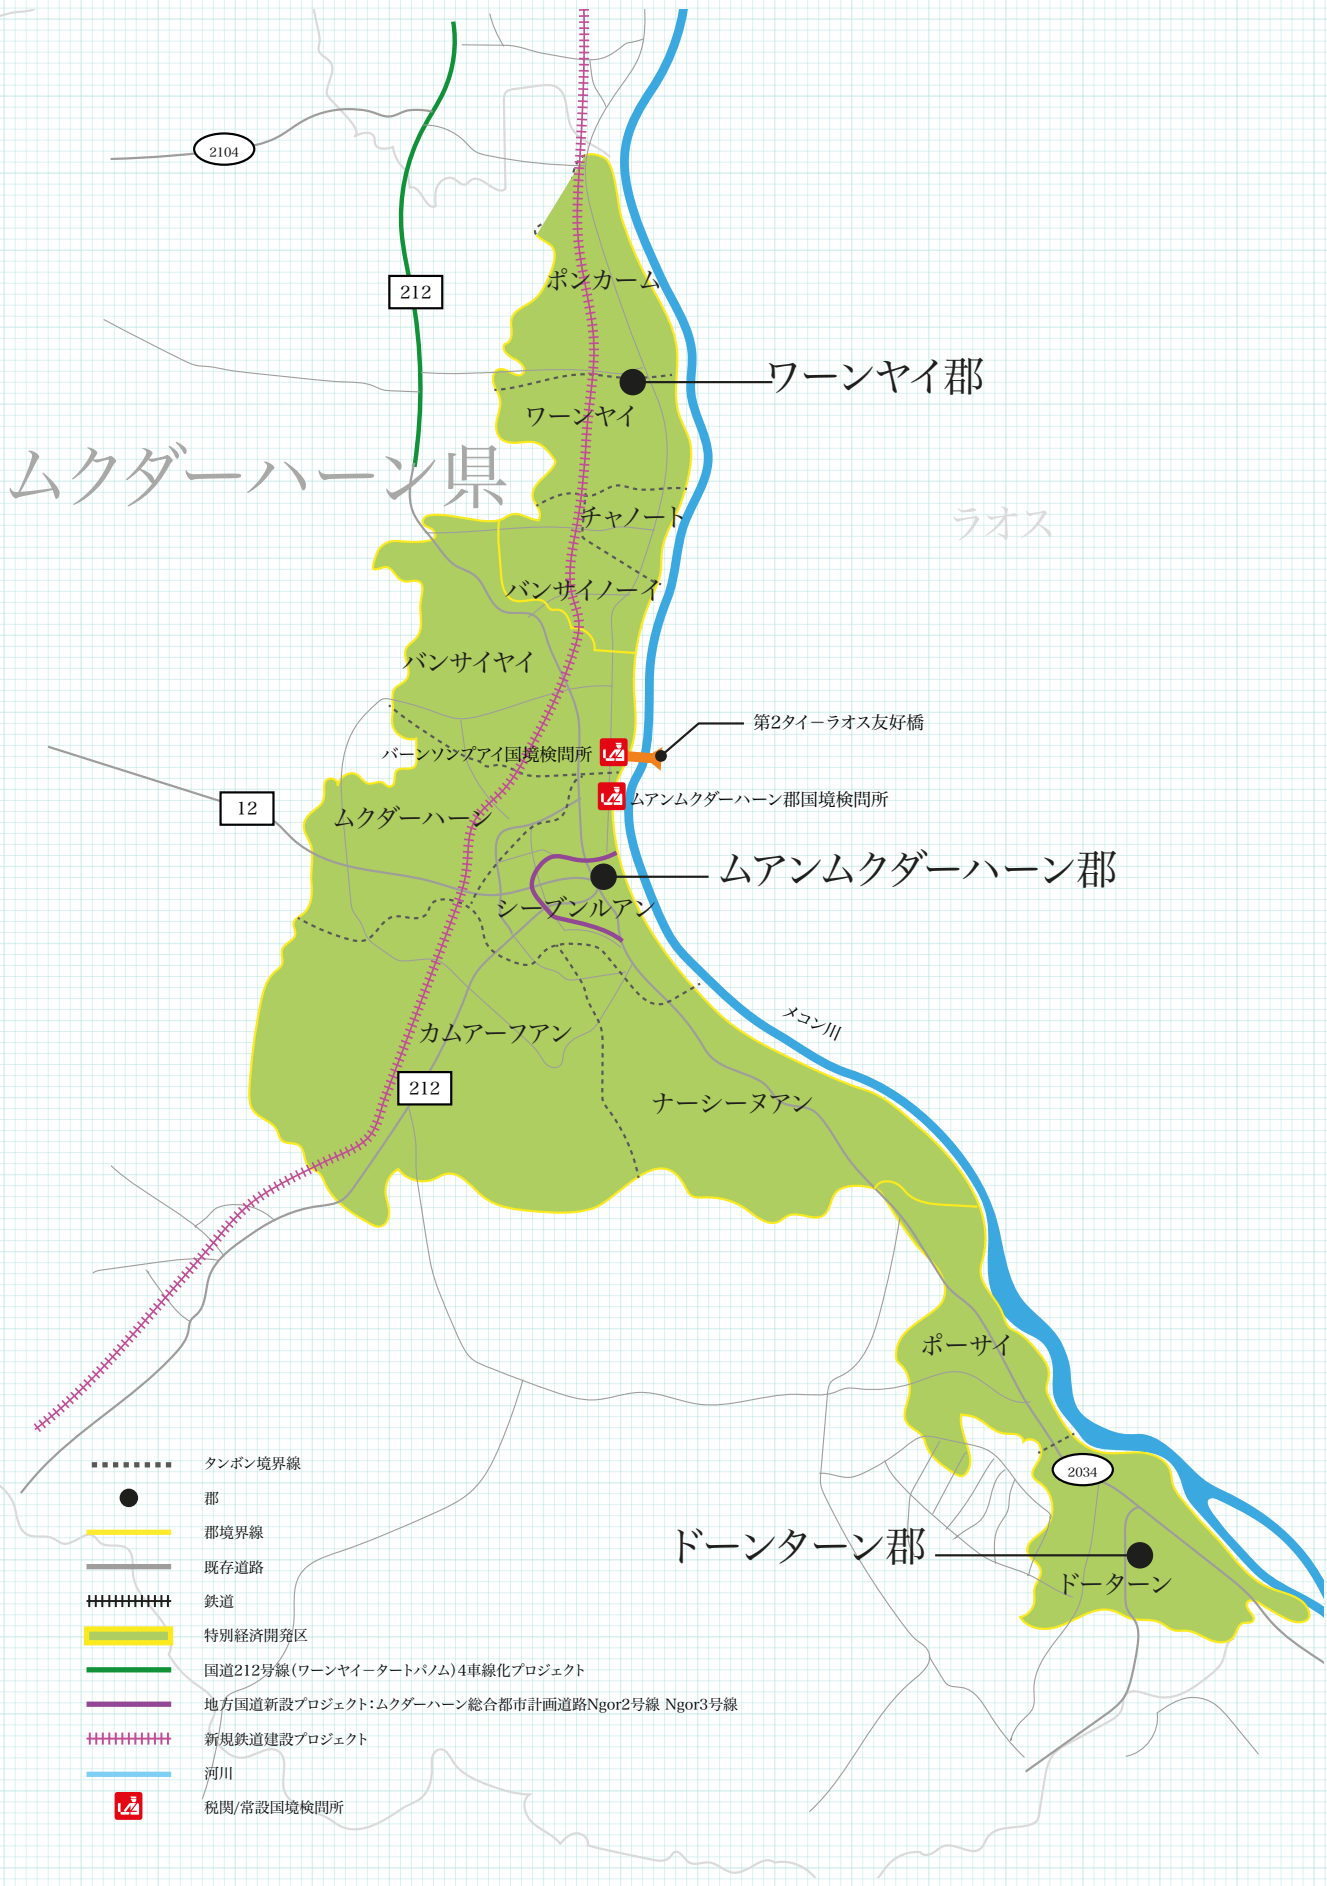 2104
212
ポンカーム
ワーンヤイ郡
ワーンヤイ
ムクダーハーン県
チャノート
ラオス
バンサイノーイ
バンサイヤイ
第2タイ−ラオス友好橋
バーンソンプアイ国境検問所
ムアンムクダーハーン郡国境検問所
12
ムクダーハーン
ムアンムクダーハーン郡
シーブンルアン
メコン川
カムアーフアン
212
ナーシーヌアン
ポーサイ
2034
ドーンターン郡
ドーターン
タンボン境界線
郡
郡境界線
既存道路
鉄道
特別経済開発区
国道212号線（ワーンヤイ−タートパノム）4車線化プロジェクト
地方国道新設プロジェクト：ムクダーハーン総合都市計画道路Ngor2号線 Ngor3号線
新規鉄道建設プロジェクト
河川
税関/常設国境検問所